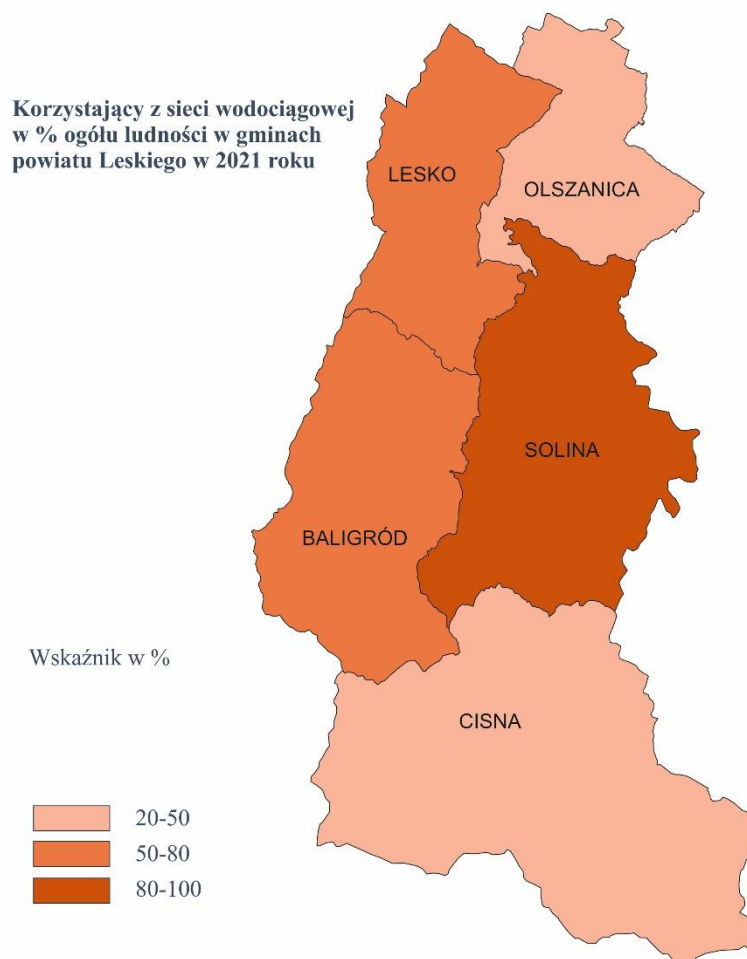 Korzystający z sieci wodociągowej
w % ogółu ludności w gminach
powiatu Leskiego w 2021 roku
LESKO
OLSZANICA
SOLINA
BALIGRÓD
Wskaźnik w %
CISNA
20-50
50-80
80-100